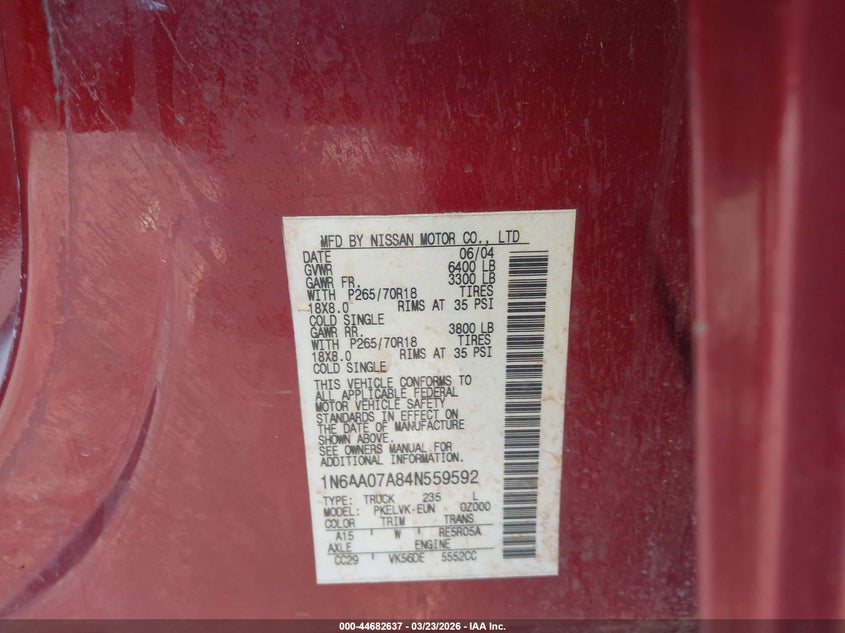 MFD BY NISSAN MOTOR CO., LTD
DATE 06/04
GVWR 6400 LB
GAWR FR. 3300 LB
WITH P265/70R18 TIRES
18X8.0 RIMS AT 35 PSI
COLD SINGLE
GAWR RR. 3800 LB
WITH P265/70R18 TIRES
18X8.0 RIMS AT 35 PSI
COLD SINGLE
THIS VEHICLE CONFORMS TO
ALL APPLICABLE FEDERAL
MOTOR VEHICLE SAFETY
STANDARDS IN EFFECT ON
THE DATE OF MANUFACTURE
SHOWN ABOVE.
SEE OWNERS MANUAL FOR
ADDITIONAL INFORMATION.
1N6AA07A84N559592
TYPE: TRUCK 235 L
MODEL: PKELVK-EUN 0Z000
COLOR TRIM TRANS
A15 W RE5R05A
AXLE ENGINE
CC29 VK56DE 5552CC
000-44682637 - 03/23/2026 - IAA Inc.